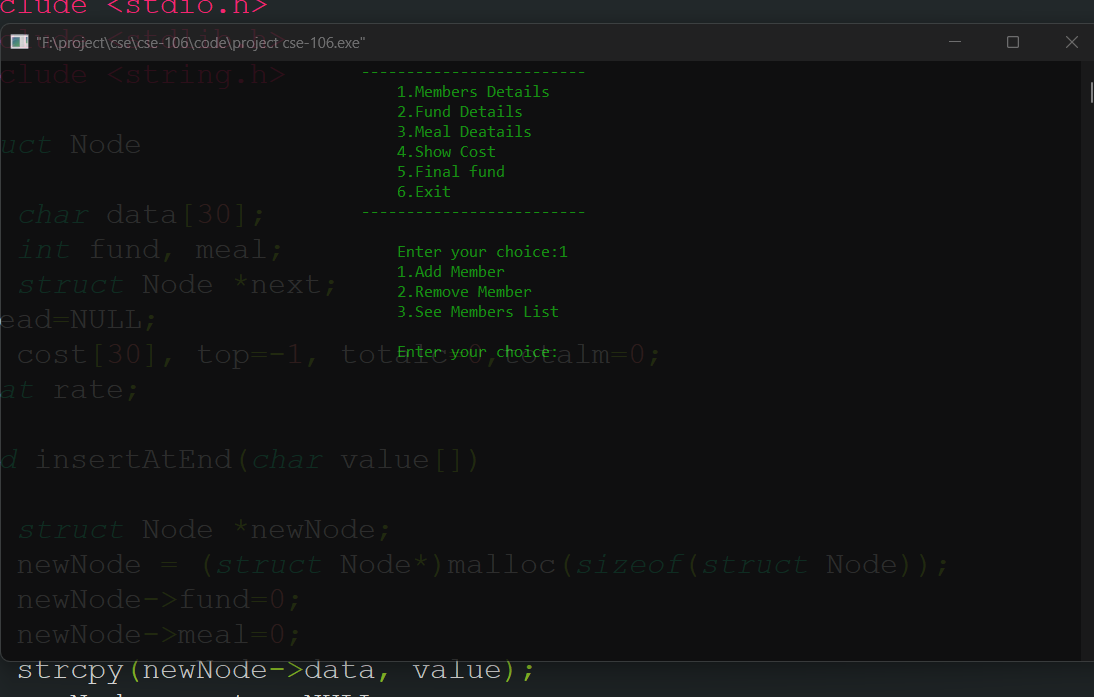 clude <stdio.h>
clude <stdlib.h>
"F:\project\cse\cse-106\code\project cse-106.exe"
clude <string.h>
-------------------------
1.Members Details
2.Fund Details
3.Meal Deatails
4.Show Cost
5.Final fund
6.Exit
-------------------------
Enter your choice:1
1.Add Member
2.Remove Member
3.See Members List
Enter your choice:
uct Node
char data[30];
int fund, meal;
struct Node *next;
ead=NULL;
cost[30], top=-1, totalc=0,totalm=0;
at rate;
d insertAtEnd(char value[])
struct Node *newNode;
newNode = (struct Node*)malloc(sizeof(struct Node));
newNode->fund=0;
newNode->meal=0;
strcpy(newNode->data, value);